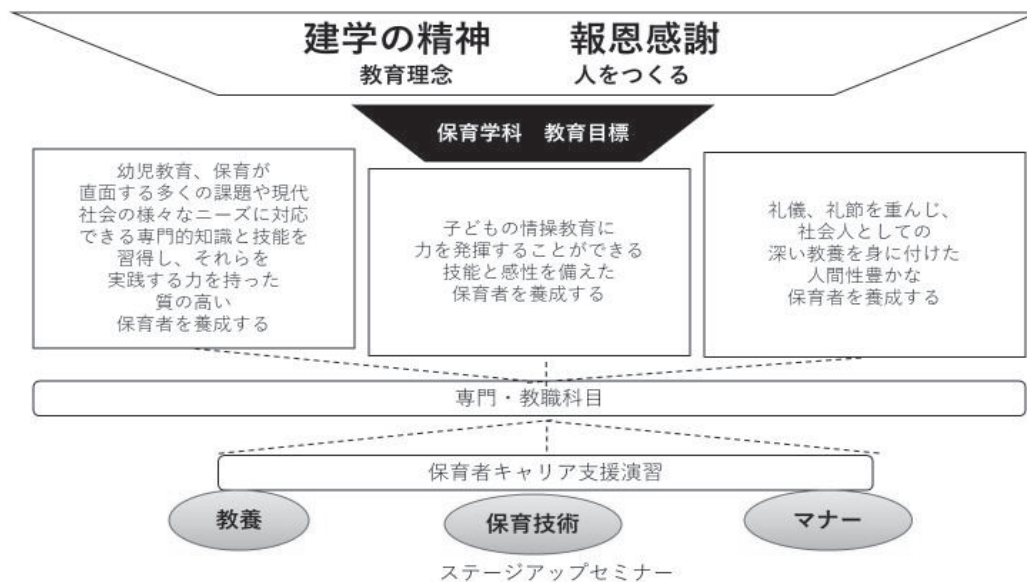 建学の精神　報恩感謝
教育理念　人をつくる
保育学科　教育目標
幼児教育、保育が
直面する多くの課題や現代
社会の様々なニーズに対応
できる専門的知識と技能を
習得し、それらを
実践する力を持った
質の高い
保育者を養成する
子どもの情操教育に
力を発揮することができる
技能と感性を備えた
保育者を養成する
礼儀、礼節を重んじ、
社会人としての
深い教養を身に付けた
人間性豊かな
保育者を養成する
専門・教職科目
保育者キャリア支援演習
教養
保育技術
マナー
ステージアップセミナー